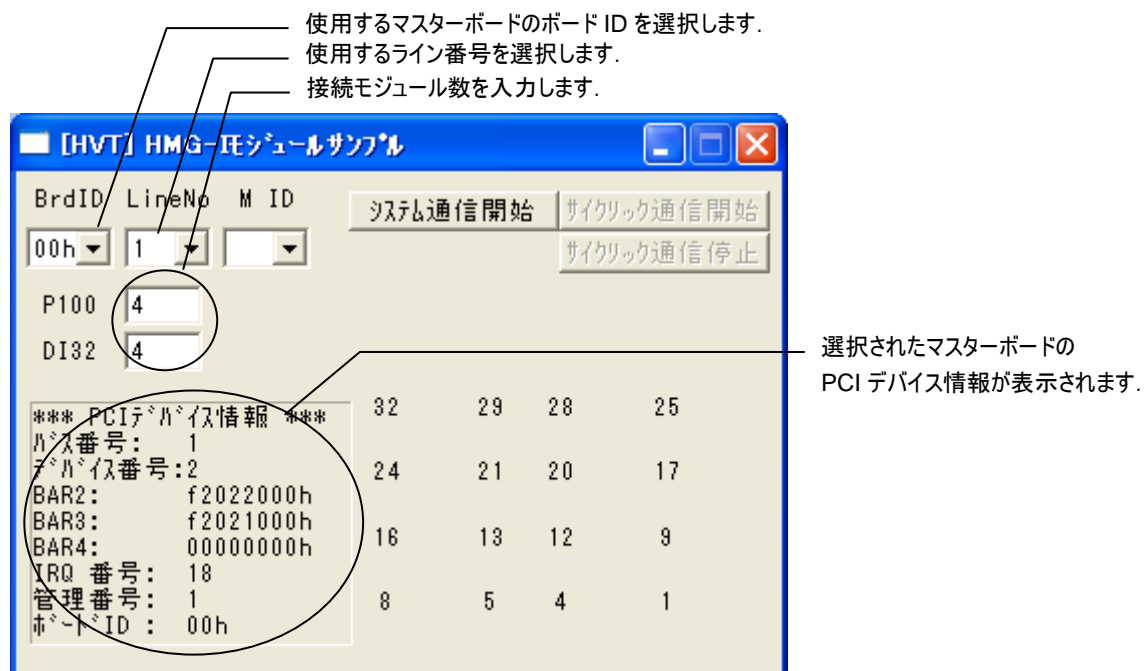 使用するマスターボードのボード ID を選択します.
使用するライン番号を選択します.
接続モジュール数を入力します.
[HVT] HMG-ﾓｼﾞｭｰﾙｻﾝﾌﾟﾙ
BrdID LineNo M ID
ｼｽﾃﾑ通信開始 ｻｲｸﾘｯｸ通信開始
00h 1
ｻｲｸﾘｯｸ通信停止
P100 4
DI32 4
選択されたマスターボードの
PCI デバイス情報が表示されます.
*** PCIﾃﾞﾊﾞｲｽ情報 ***
ﾊﾞｽ番号: 1
ﾃﾞﾊﾞｲｽ番号:2
BAR2: f2022000h
BAR3: f2021000h
BAR4: 00000000h
IRQ 番号: 18
管理番号: 1
ﾎﾞｰﾄﾞID : 00h
32 29 28 25
24 21 20 17
16 13 12 9
8 5 4 1